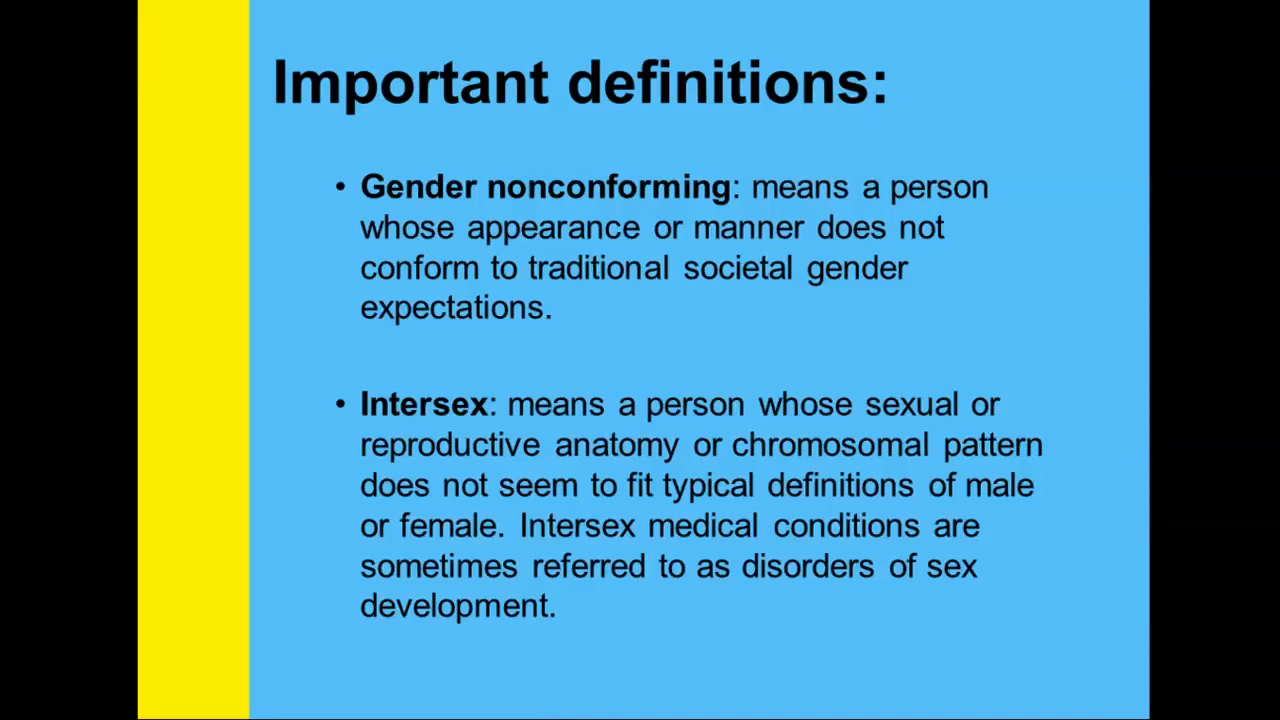 Important definitions:
• Gender nonconforming: means a person
whose appearance or manner does not
conform to traditional societal gender
expectations.
• Intersex: means a person whose sexual or
reproductive anatomy or chromosomal pattern
does not seem to fit typical definitions of male
or female. Intersex medical conditions are
sometimes referred to as disorders of sex
development.